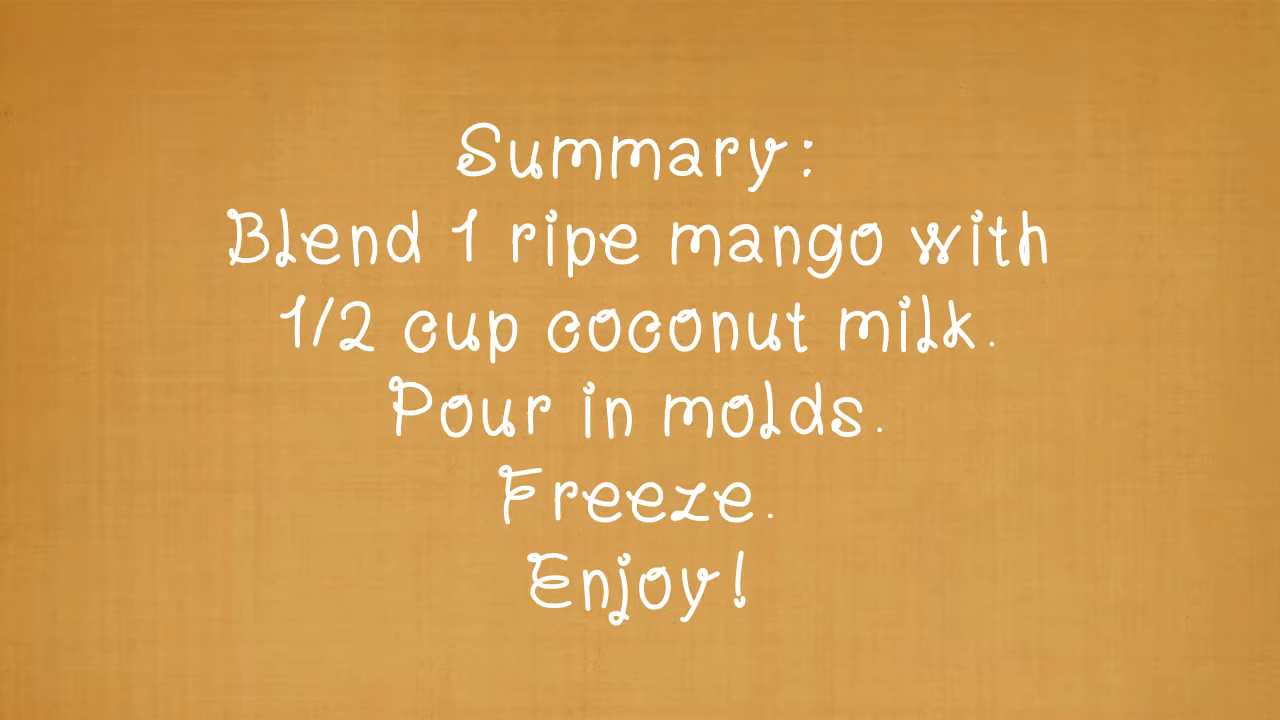 Summary:
Blend 1 ripe mango with
1/2 cup coconut milk.
Pour in molds.
Freeze.
Enjoy!